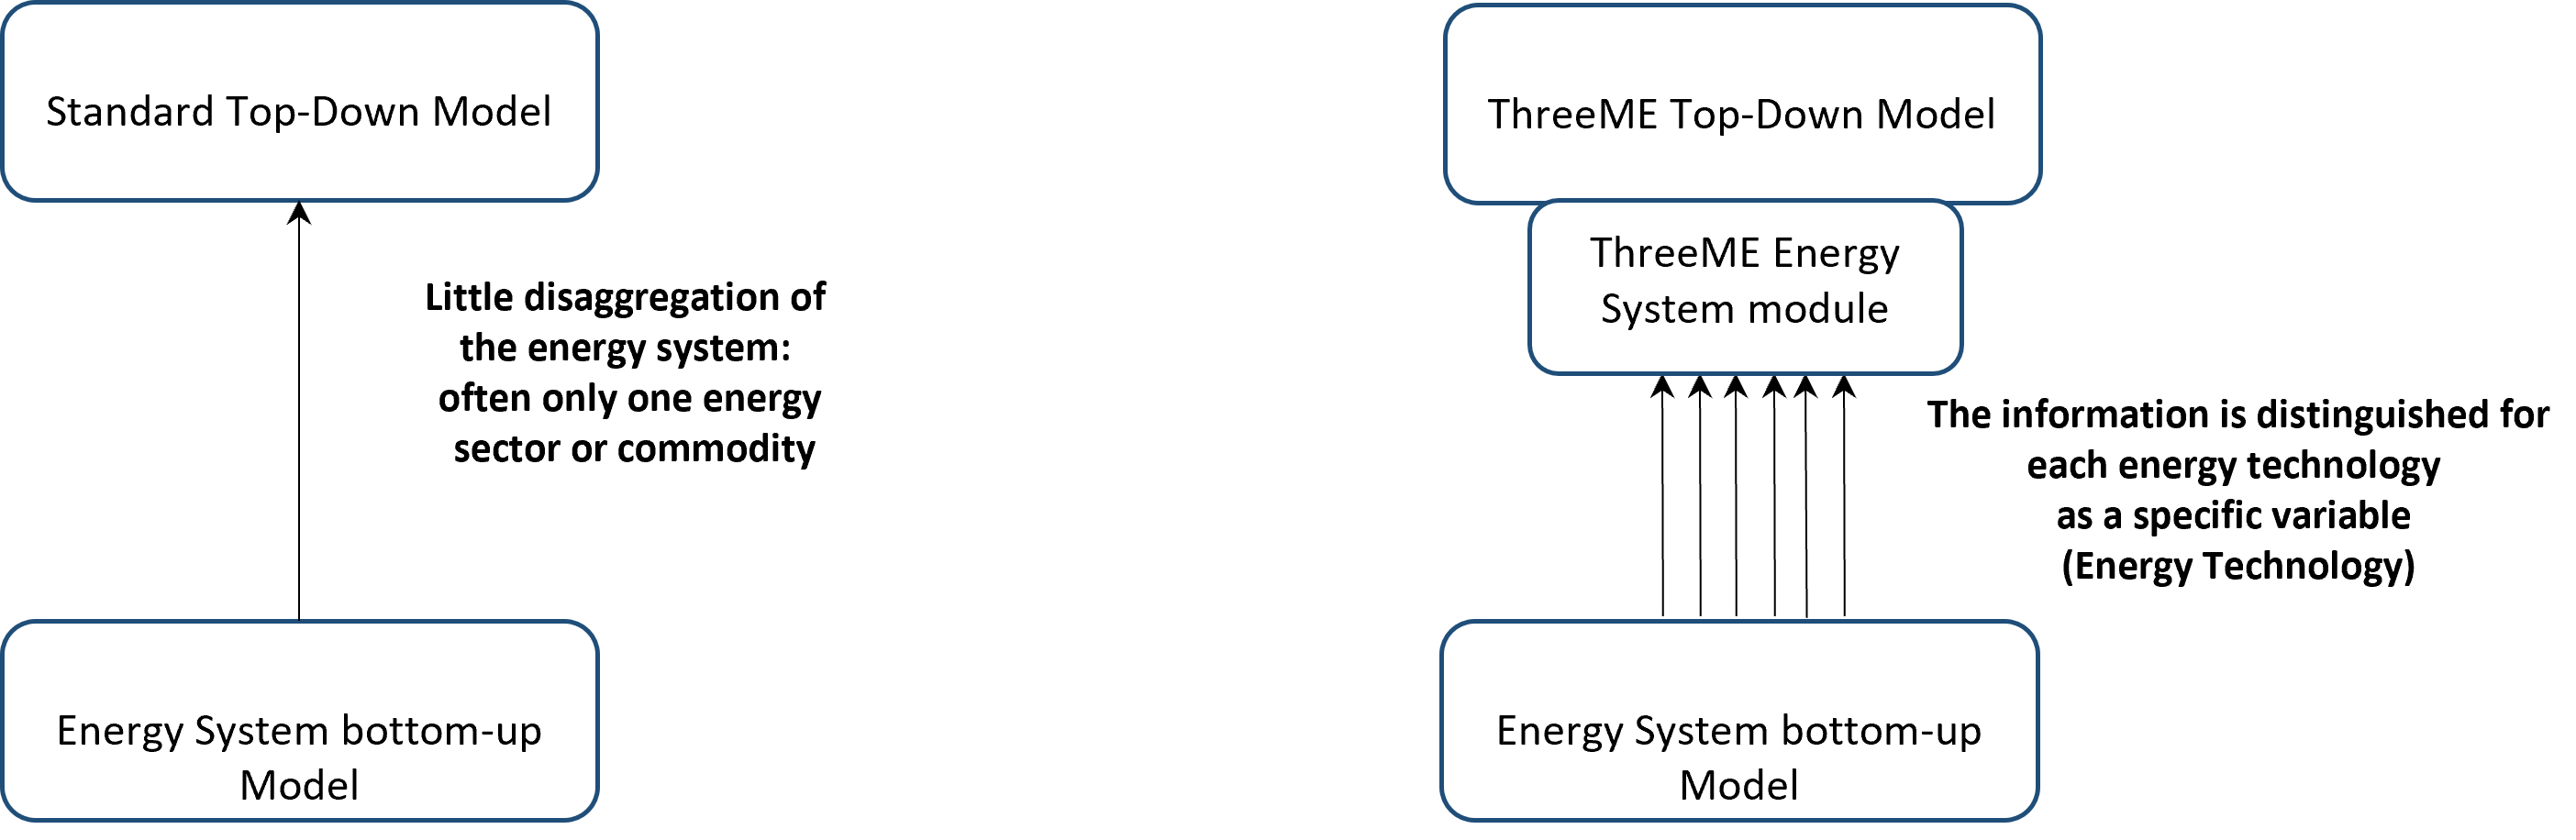 Standard Top-Down Model
Little disaggregation of
the energy system:
often only one energy
sector or commodity
Energy System bottom-up
Model
ThreeME Top-Down Model
ThreeME Energy
System module
The information is distinguished for
each energy technology
as a specific variable
(Energy Technology)
Energy System bottom-up
Model